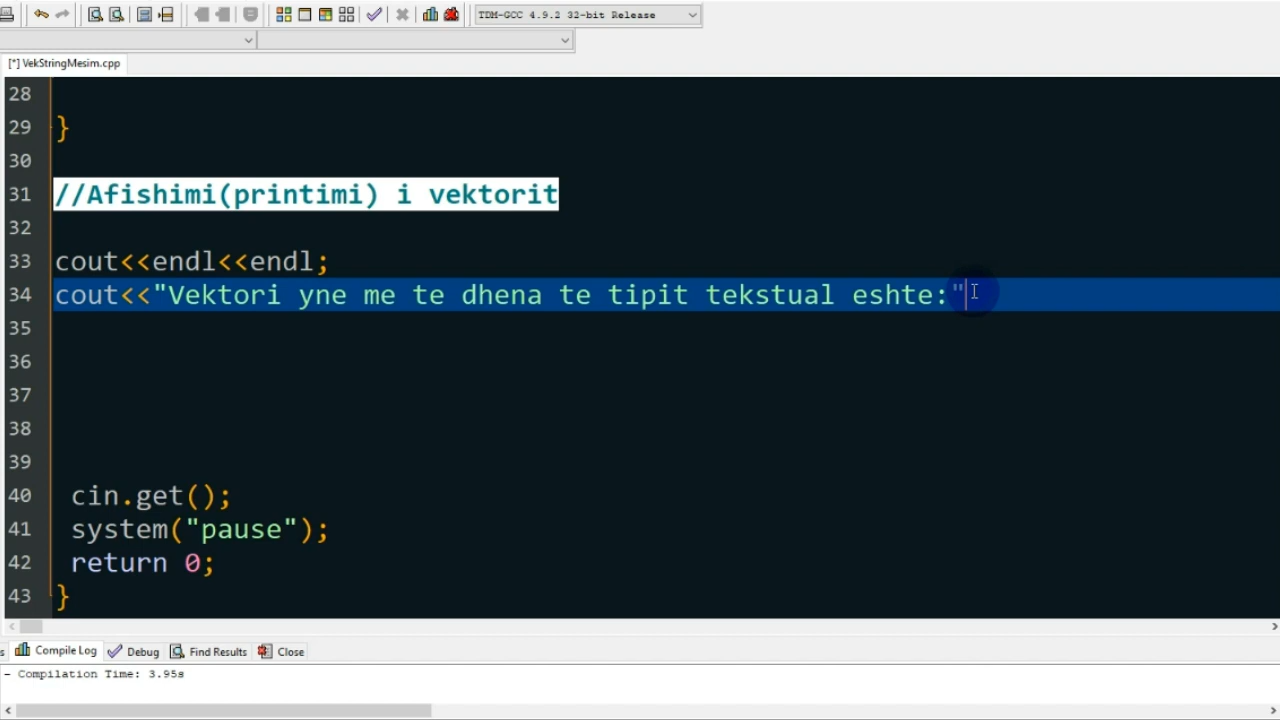 TDM-GCC 4.9.2 32-bit Release
[*] VekStringMesim.cpp
28
29 }
30
31 //Afishimi(printimi) i vektorit
32
33 cout<<endl<<endl;
34 cout<<"Vektori yne me te dhena te tipit tekstual eshte:"
35
36
37
38
39
40 cin.get();
41 system("pause");
42 return 0;
43 }
s Compile Log Debug Find Results Close
- Compilation Time: 3.95s